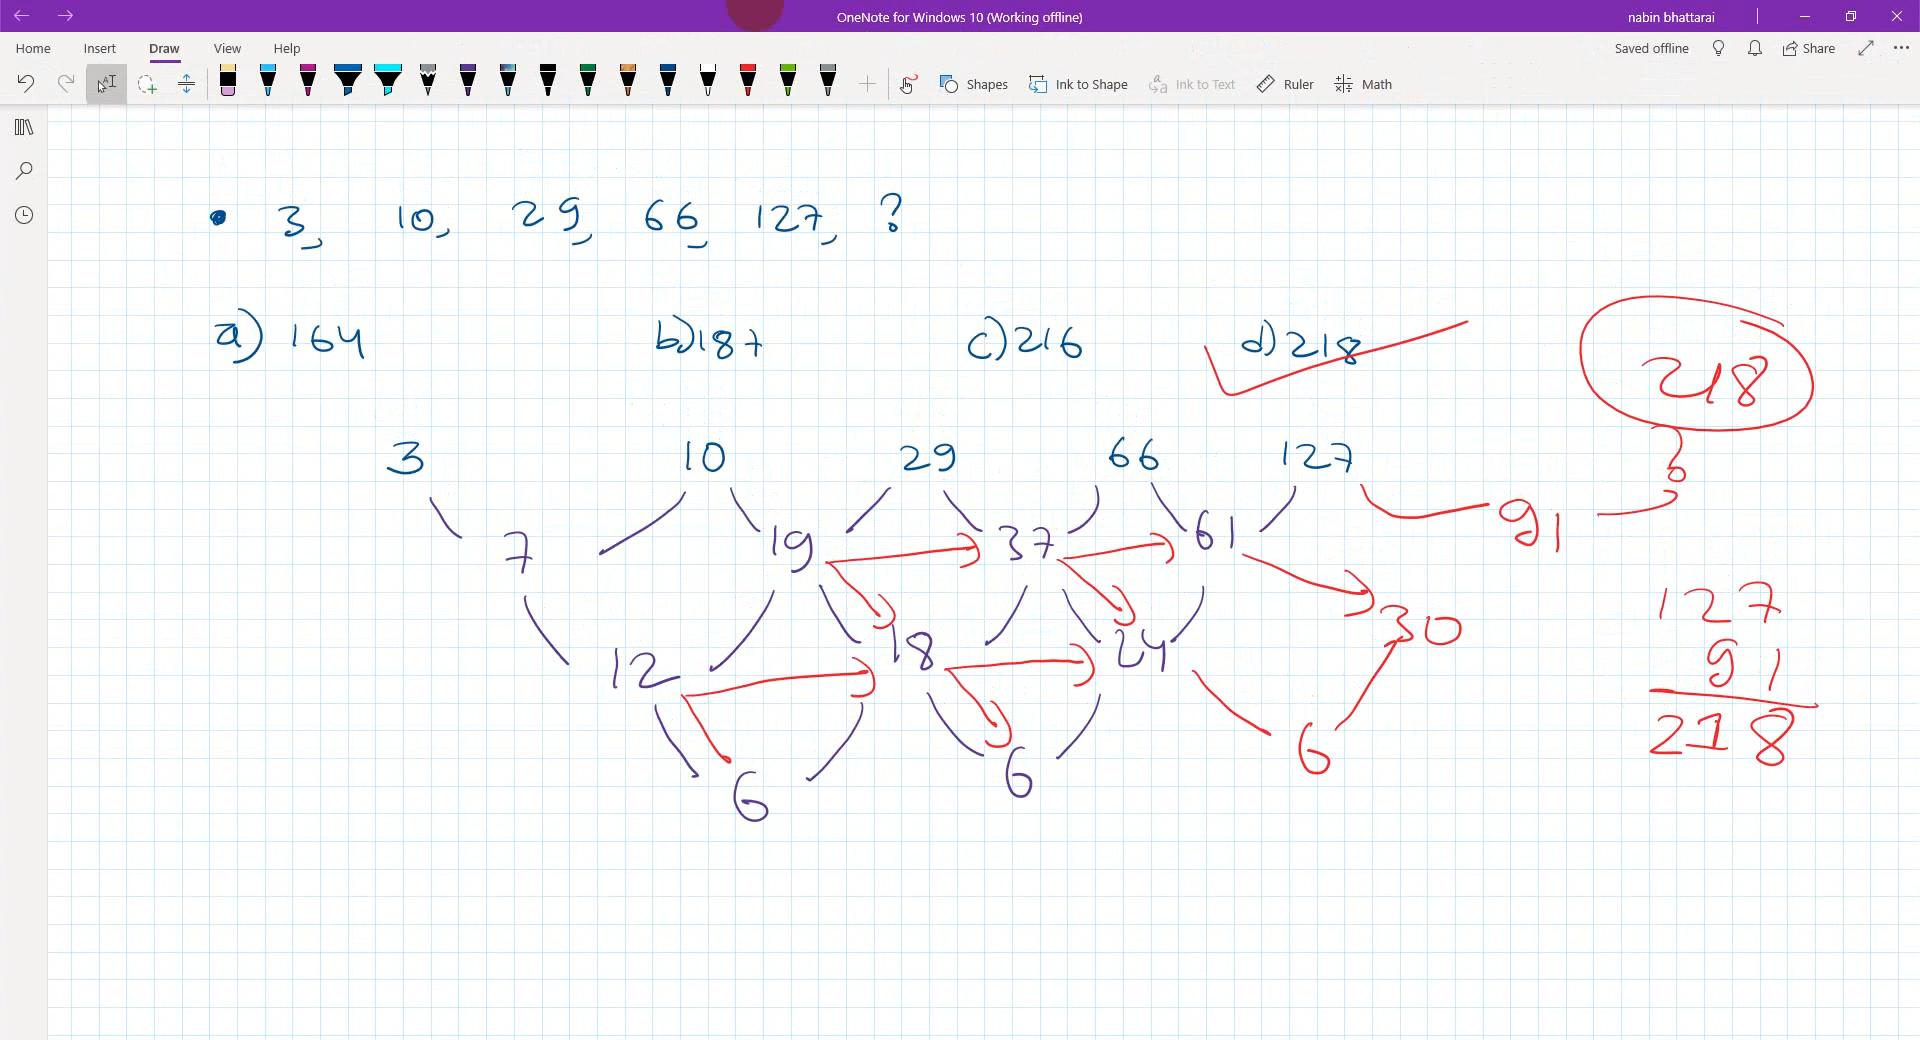 OneNote for Windows 10 (Working offline)
nabin bhattarai
Home Insert Draw View Help
Saved offline Share
Shapes Ink to Shape Ink to Text Ruler Math
• 3, 10, 29, 66, 127, ?
a) 164 b) 187 c) 216 d) 218
218
3 10 29 66 127
7 19 37 61 91
12 18 24 30
6 6 6
127
91
218